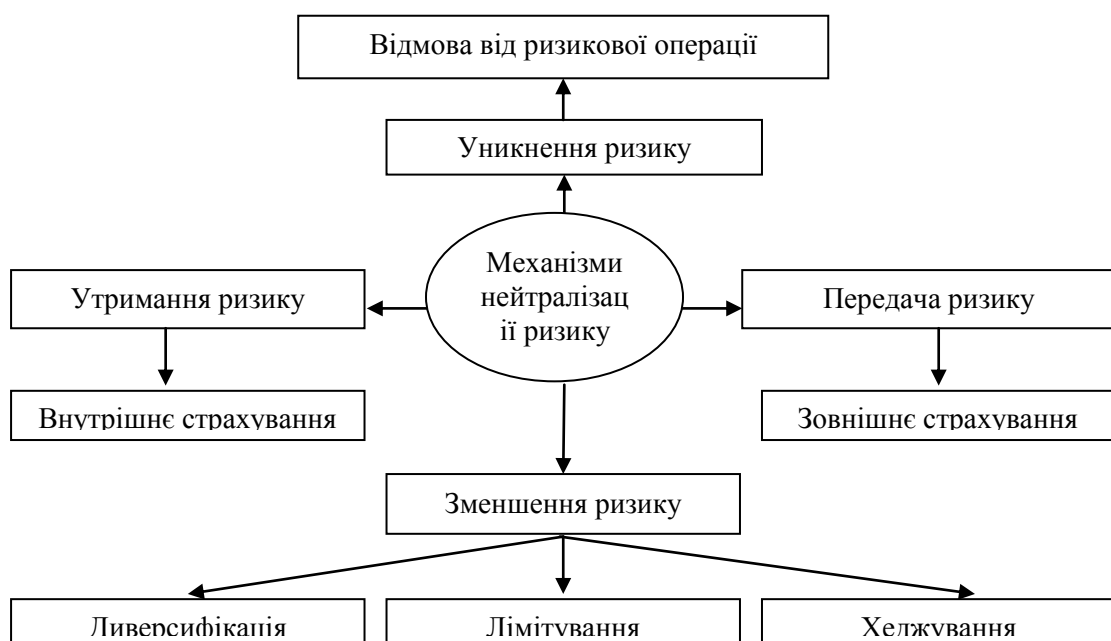 Відмова від ризикової операції
Уникнення ризику
Механізми
нейтралізац
ії ризику
Утримання ризику
Передача ризику
Внутрішнє страхування
Зовнішнє страхування
Зменшення ризику
Диверсифікація
Лімітування
Хеджування